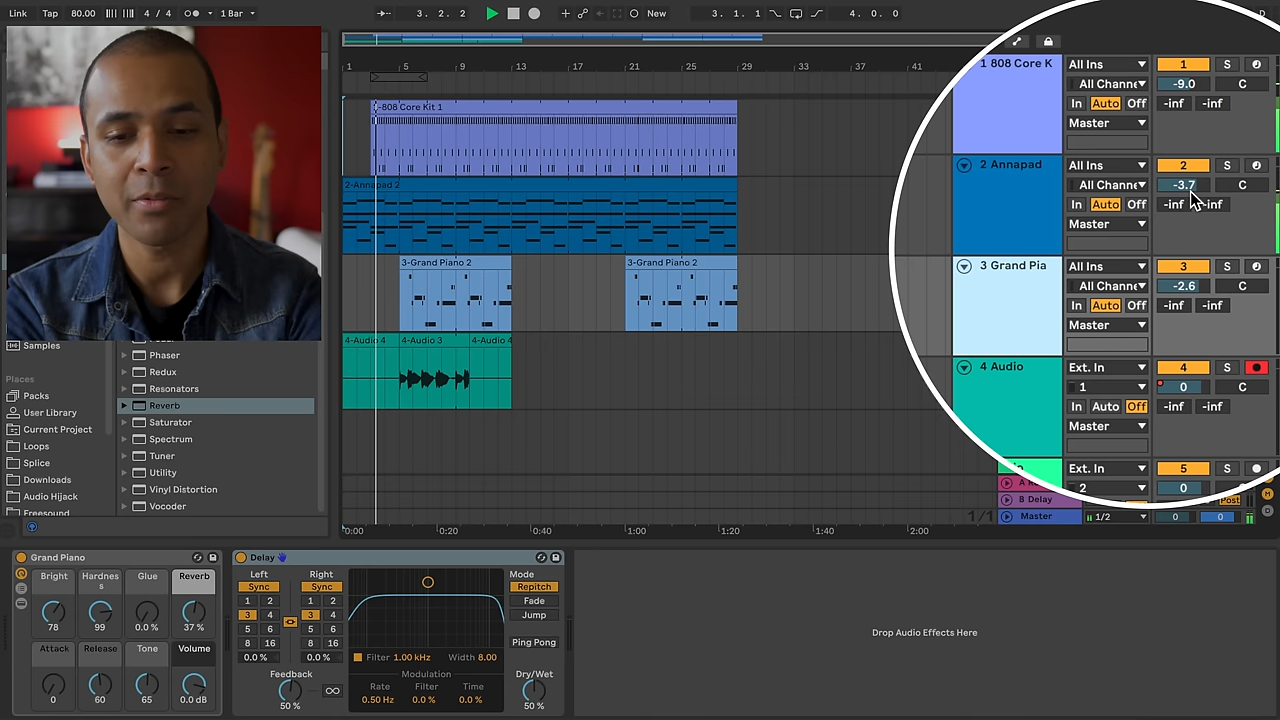 Link Tap 80.00 4 / 4 1 Bar 3. 2. 2 New 3. 1. 1 4. 0. 0 D
1 5 9 13 17 21 25 29 33 37 41
-808 Core Kit 1
2-Annapad 2
3-Grand Piano 2 3-Grand Piano 2
4-Audio 4 4-Audio 3 4-Audio 4
0:00 0:20 0:40 1:00 1:20 1:40 2:00
1/1
1 808 Core K All Ins 1 S
All Channe -9.0 C
In Auto Off -inf -inf
Master
2 Annapad All Ins 2 S
All Channe -3.7 C
In Auto Off -inf -inf
Master
3 Grand Pia All Ins 3 S
All Channe -2.6 C
In Auto Off -inf -inf
Master
4 Audio Ext. In 4 S
1 0 C
In Auto Off -inf -inf
Master
Ext. In 5 S
2 0
B Delay Post
Master 1/2 0 0
Samples
Places
Packs
User Library
Current Project
Loops
Splice
Downloads
Audio Hijack
Freesound
Phaser
Redux
Resonators
Reverb
Saturator
Spectrum
Tuner
Utility
Vinyl Distortion
Vocoder
Grand Piano
Bright Hardnes
s Glue Reverb
78 99 0.0 % 37 %
Attack Release Tone Volume
0 60 65 0.0 dB
Delay
Left Right
Sync Sync
1 2 1 2
3 4 3 4
5 6 5 6
8 16 8 16
0.0 % 0.0 %
Feedback
50 %
Filter 1.00 kHz Width 8.00
Modulation
Rate Filter Time
0.50 Hz 0.0 % 0.0 %
Mode
Repitch
Fade
Jump
Ping Pong
Dry/Wet
50 %
Drop Audio Effects Here